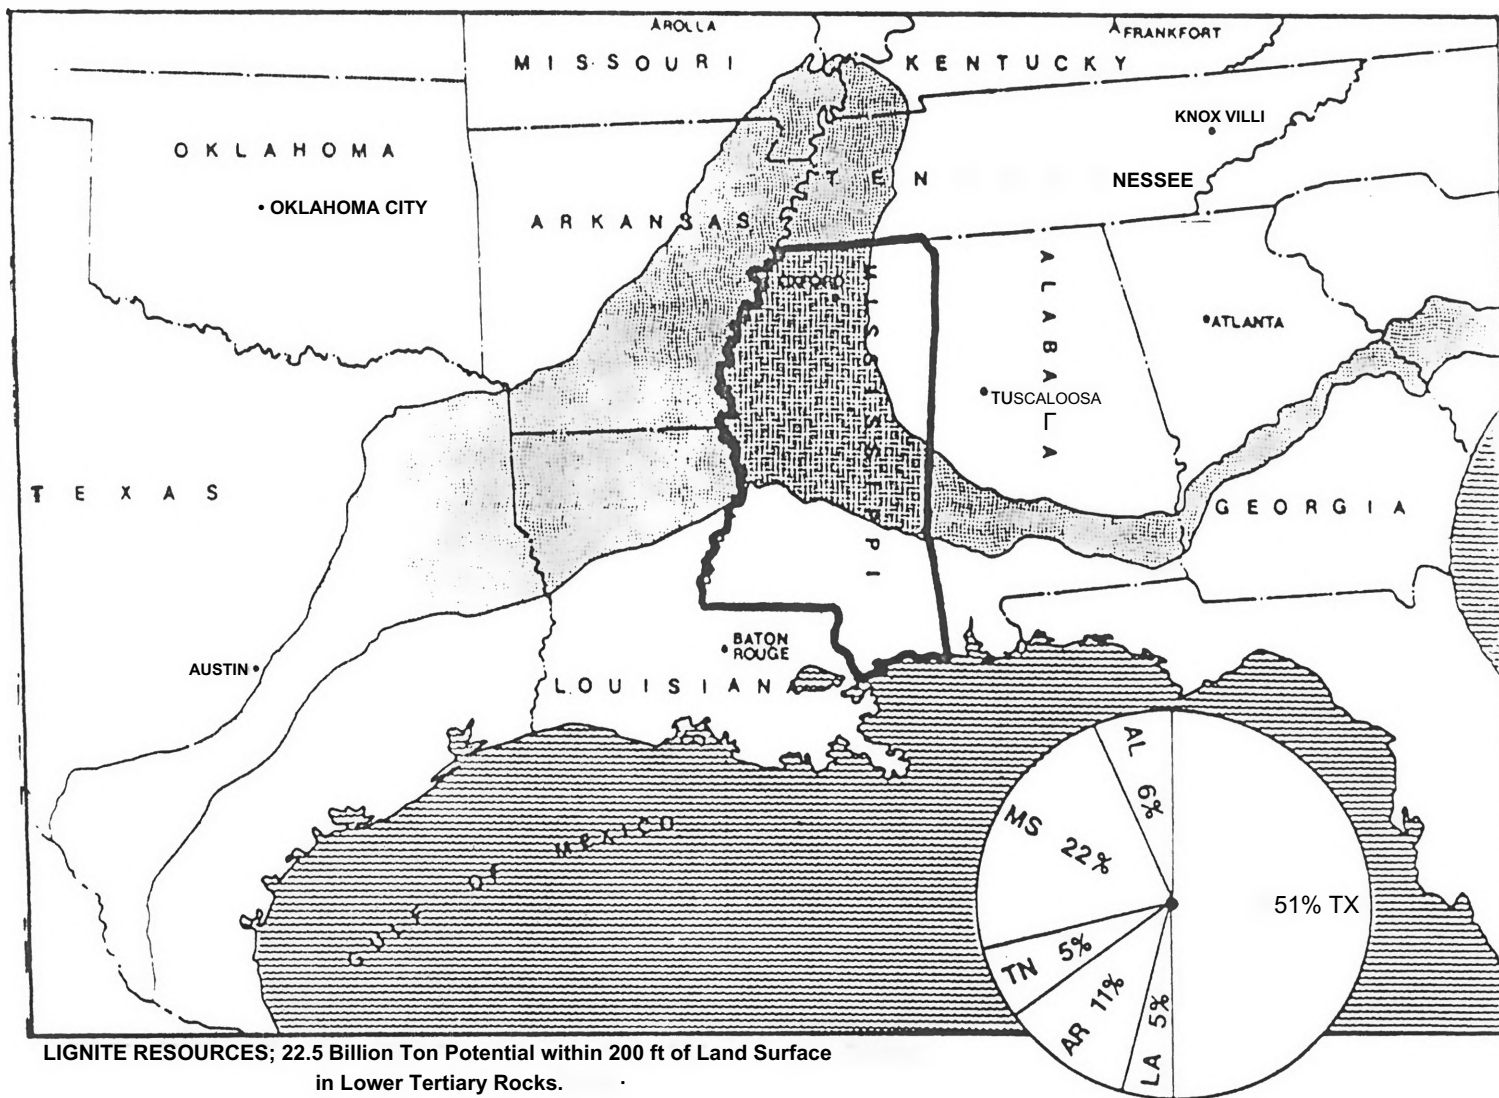 ROLLA
FRANKFORT
MISSOURI
KENTUCKY
KNOX VILLI
OKLAHOMA
TEN
NESSEE
• OKLAHOMA CITY
ARKANSAS
OXFORD
MISSISSIPPI
ALABAMA
ATLANTA
TUSCALOOSA
TEXAS
GEORGIA
AUSTIN
BATON
ROUGE
LOUISIANA
GULF OF MEXICO
AL 6%
MS 22%
51% TX
TN 5%
AR 11%
LA 5%
LIGNITE RESOURCES; 22.5 Billion Ton Potential within 200 ft of Land Surface
in Lower Tertiary Rocks.